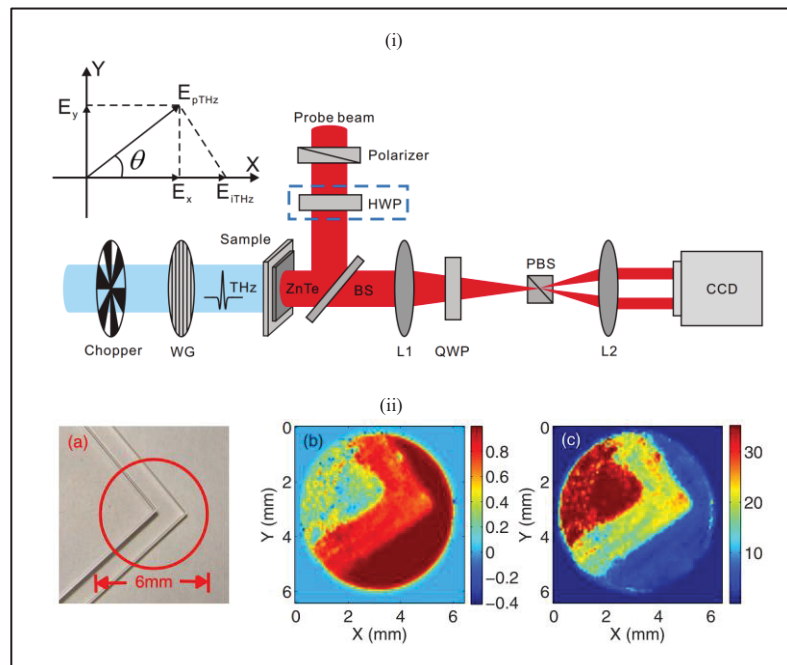 (i)
Y
E_pTHz
E_y
θ
X
E_x
E_iTHz
Probe beam
Polarizer
HWP
Sample
PBS
ZnTe
THz
BS
CCD
Chopper
WG
L1
QWP
L2
(ii)
(a)
6mm
(b)
0
2
4
6
Y (mm)
0 2 4 6
X (mm)
0.8
0.6
0.4
0.2
0
−0.2
−0.4
(c)
0
2
4
6
Y (mm)
0 2 4 6
X (mm)
30
20
10